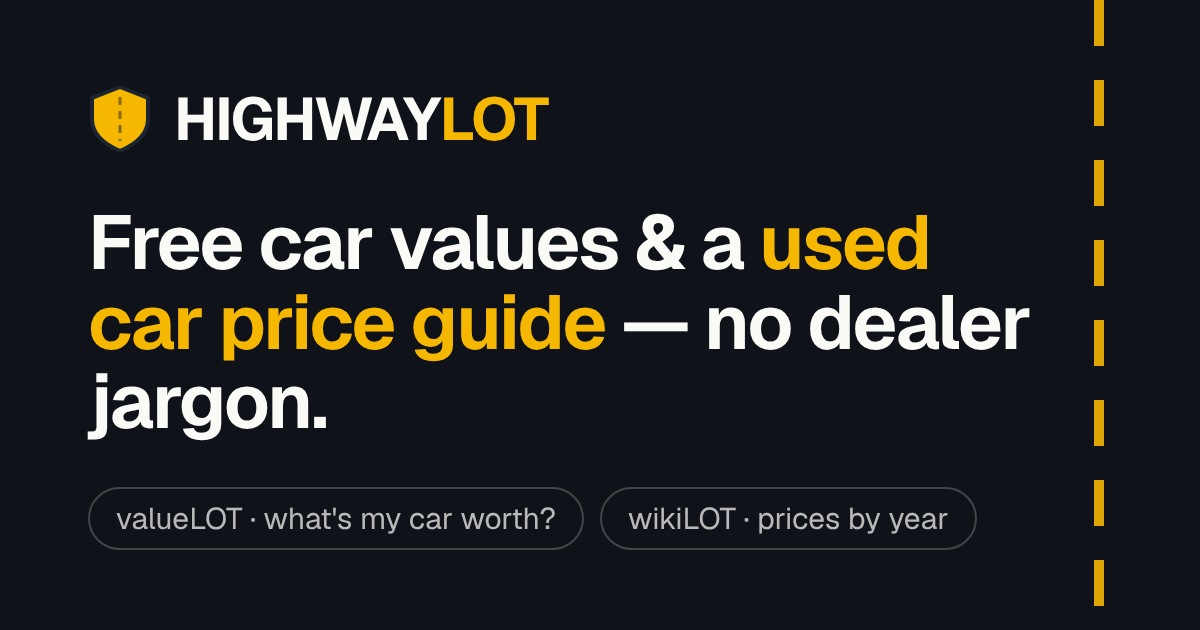 HIGHWAYLOT
Free car values & a used
car price guide — no dealer
jargon.
valueLOT · what's my car worth?
wikiLOT · prices by year